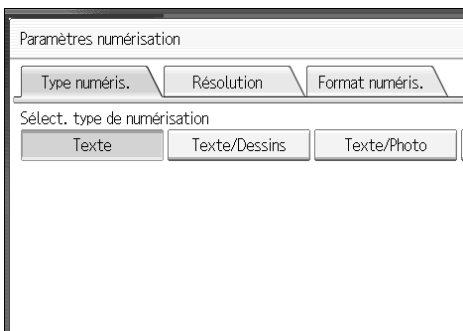 Paramètres numérisation
Type numéris. Résolution Format numéris.
Sélect. type de numérisation
Texte Texte/Dessins Texte/Photo